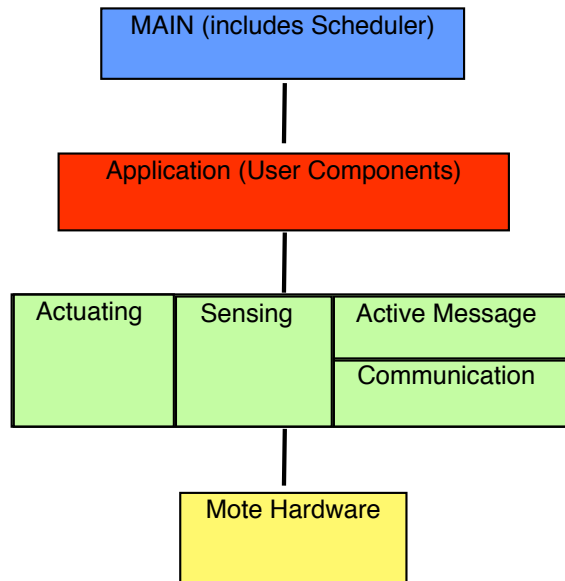 MAIN (includes Scheduler)
Application (User Components)
Actuating
Sensing
Active Message
Communication
Mote Hardware